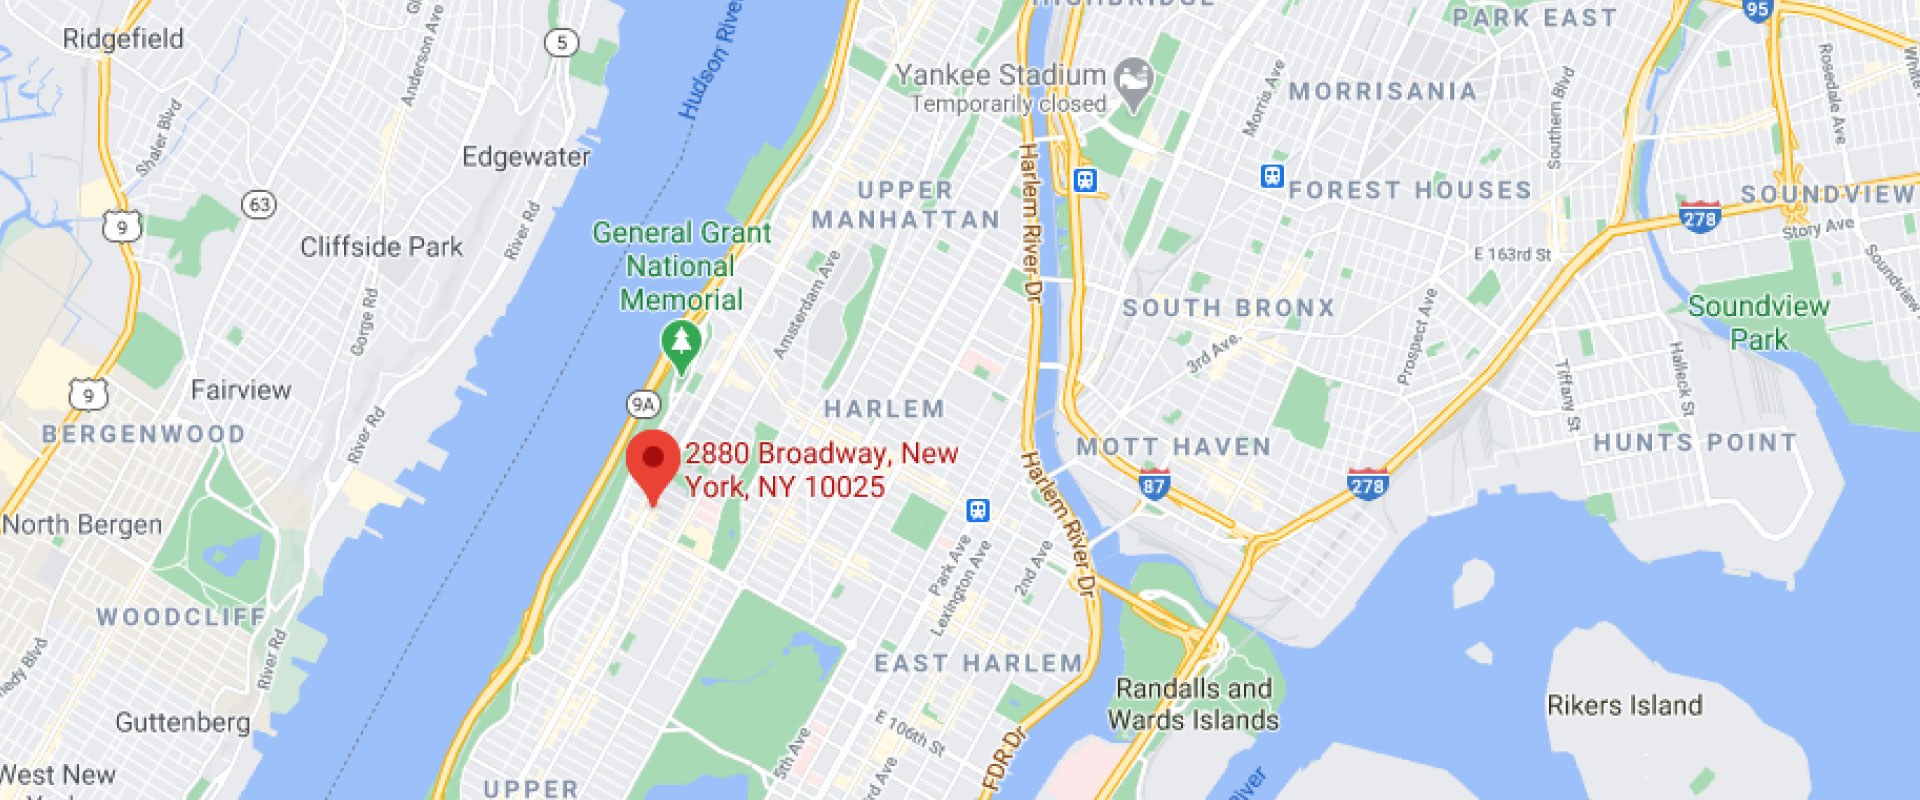 HIGHBRIDGE
95
PARK EAST
Ridgefield
5
Anderson Ave
Hudson River
Yankee Stadium
Temporarily closed
Morris Ave
MORRISANIA
Southern Blvd
Rosedale Ave
Shaler Blvd
Edgewater
Harlem River Dr
UPPER
MANHATTAN
FOREST HOUSES
SOUNDVIEW
63
9
278
Story Ave
River Rd
Cliffside Park
General Grant
National
Memorial
Amsterdam Ave
E 163rd St
Soundview
SOUTH BRONX
Soundview
Park
Gorge Rd
3rd Ave
Prospect Ave
Tiffany St
Halleck St
9
Fairview
9A
HARLEM
BERGENWOOD
River Rd
MOTT HAVEN
HUNTS POINT
2880 Broadway, New
York, NY 10025
87
278
Harlem River Dr
North Bergen
Park Ave
Lexington Ave
2nd Ave
WOODCLIFF
River Rd
EAST HARLEM
Randalls and
Wards Islands
Rikers Island
Guttenberg
E 106th St
5th Ave
FDR Dr
West New
UPPER
River